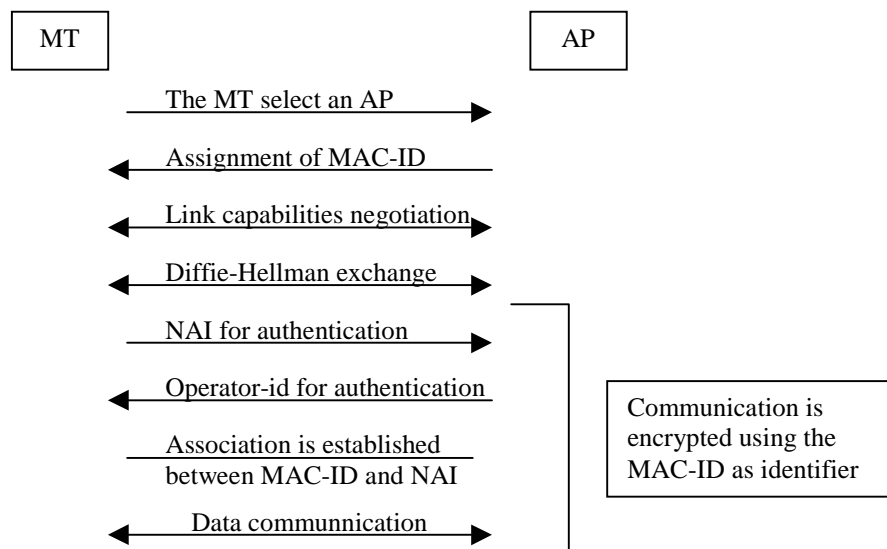 MT
AP
The MT select an AP
Assignment of MAC-ID
Link capabilities negotiation
Diffie-Hellman exchange
NAI for authentication
Operator-id for authentication
Association is established
between MAC-ID and NAI
Data communnication
Communication is
encrypted using the
MAC-ID as identifier